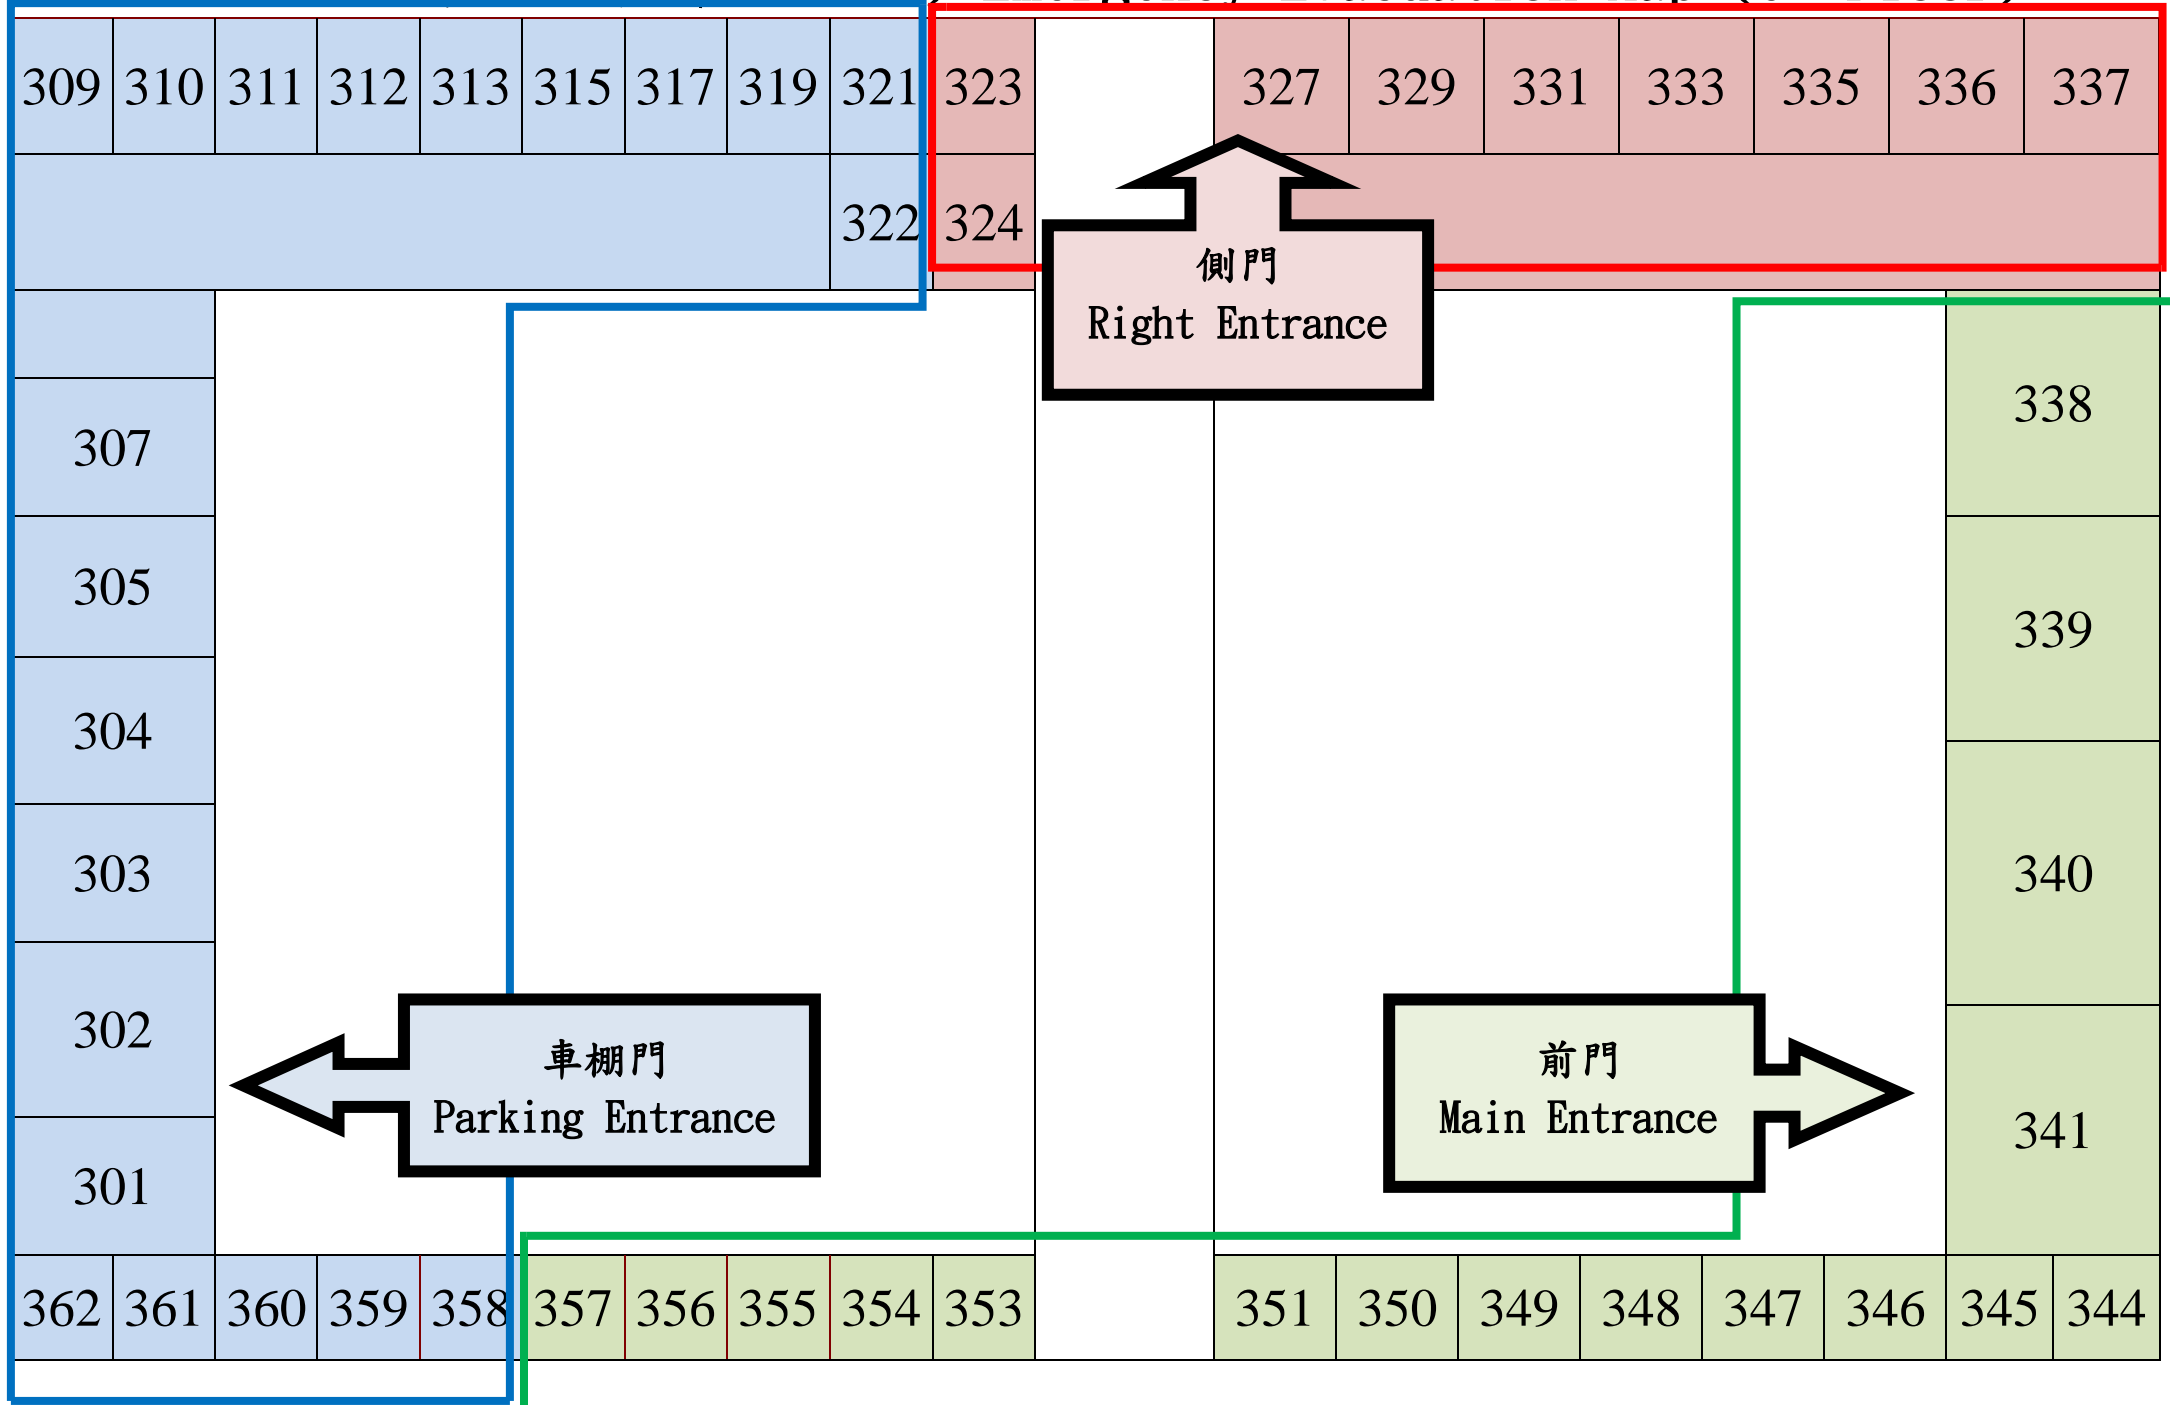 309 310 311 312 313 315 317 319 321 323 327 329 331 333 335 336 337
322 324
側門
Right Entrance
307
338
305
339
304
303
340
302
車棚門
Parking Entrance
前門
Main Entrance
341
301
362 361 360 359 358 357 356 355 354 353 351 350 349 348 347 346 345 344